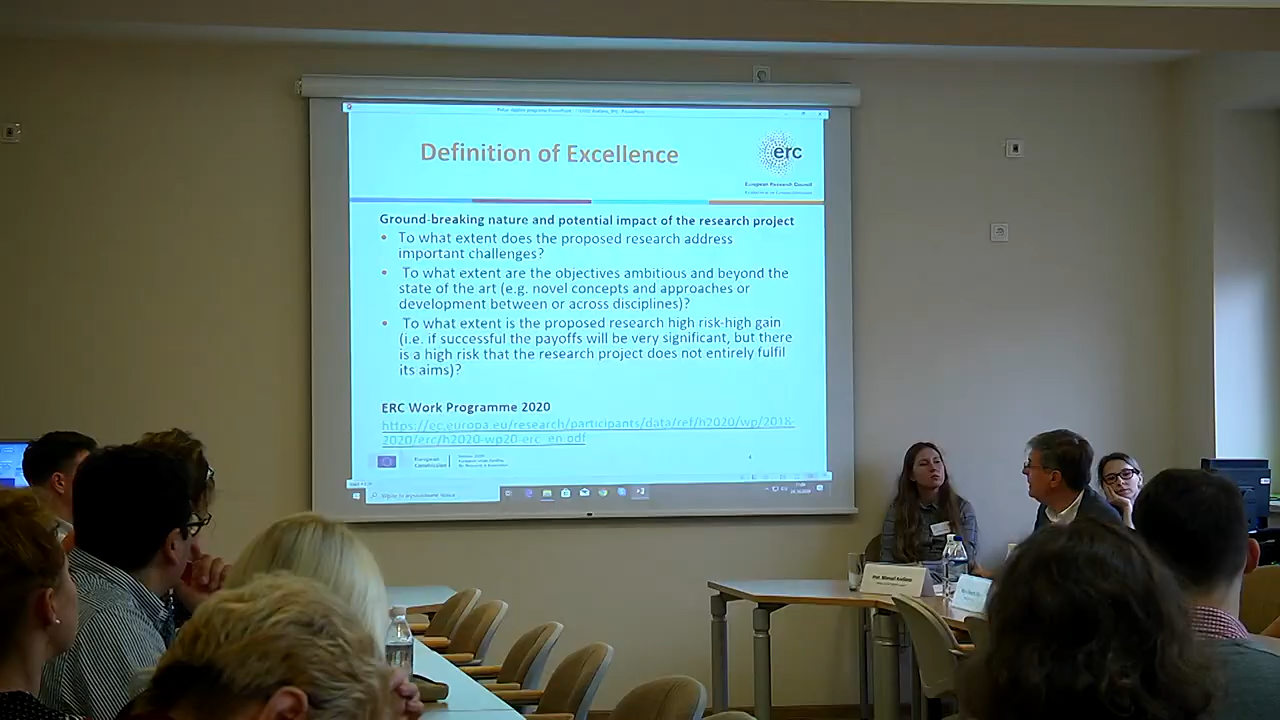 Definition of Excellence
erc
European Research Council
Ground-breaking nature and potential impact of the research project
• To what extent does the proposed research address
important challenges?
• To what extent are the objectives ambitious and beyond the
state of the art (e.g. novel concepts and approaches or
development between or across disciplines)?
• To what extent is the proposed research high risk-high gain
(i.e. if successful the payoffs will be very significant, but there
is a high risk that the research project does not entirely fulfil
its aims)?
ERC Work Programme 2020
https://ec.europa.eu/research/participants/data/ref/h2020/wp/2018-
2020/erc/h2020-wp20-erc_en.pdf
European
Commission
4
Prof. Manuel Arellano